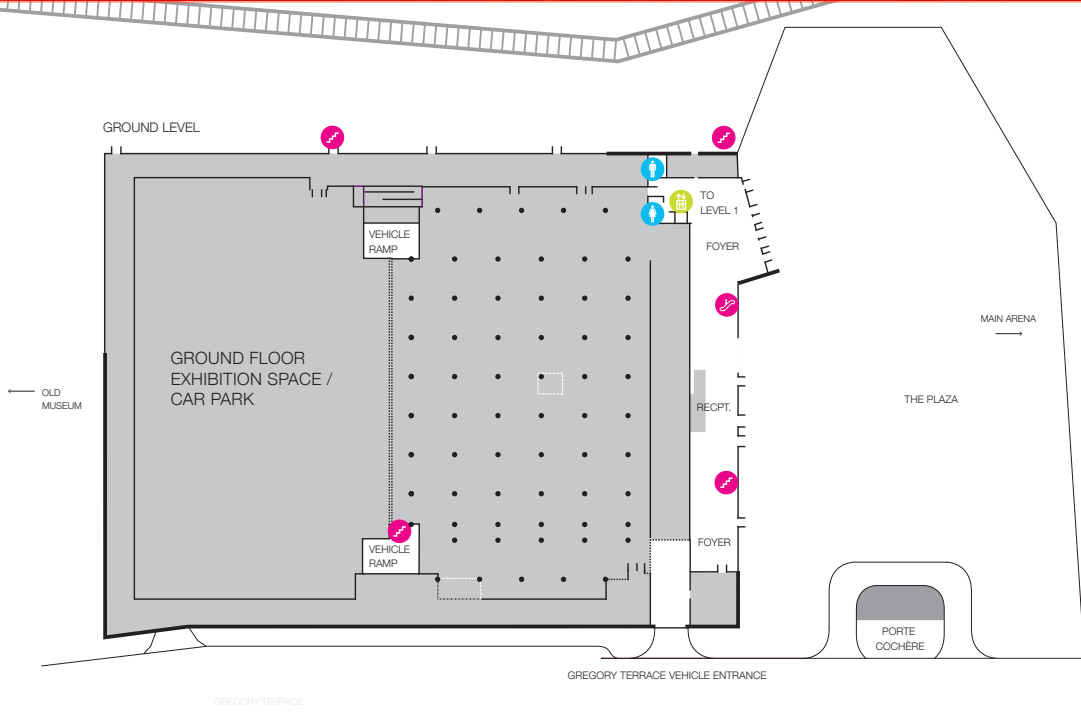 GROUND LEVEL
TO
LEVEL 1
VEHICLE
RAMP
FOYER
MAIN ARENA
GROUND FLOOR
EXHIBITION SPACE /
CAR PARK
OLD
MUSEUM
RECPT.
THE PLAZA
FOYER
VEHICLE
RAMP
PORTE
COCHÈRE
GREGORY TERRACE VEHICLE ENTRANCE
GREGORY TERRACE